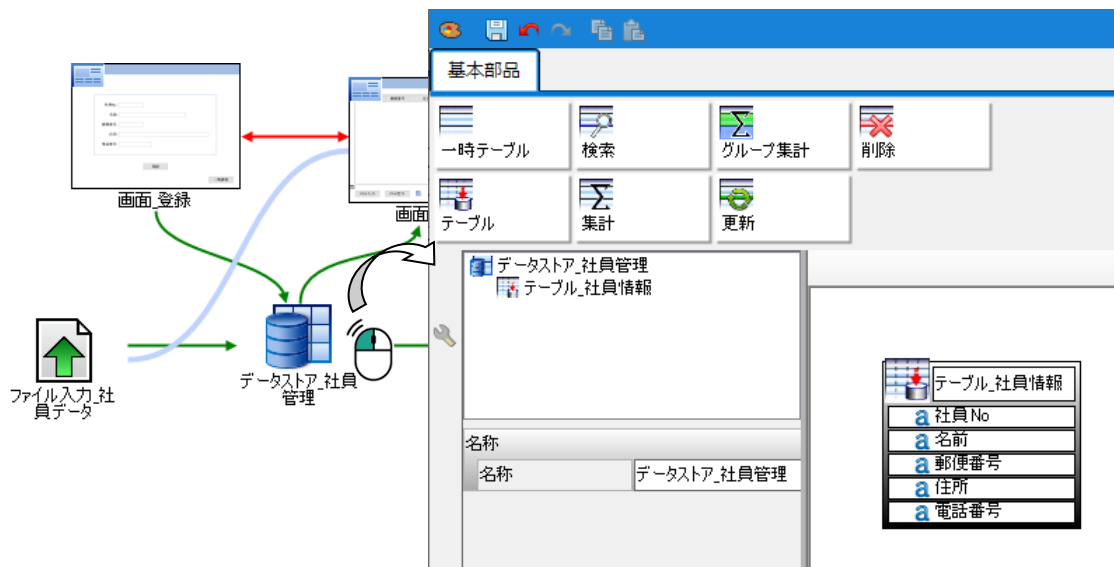 基本部品
一時テーブル
検索
グループ集計
削除
テーブル
集計
更新
画面_登録
画面
データストア_社員管理
テーブル_社員情報
ファイル入力_社
員データ
データストア_社員
管理
名称
名称
データストア_社員管理
テーブル_社員情報
a 社員No
a 名前
a 郵便番号
a 住所
a 電話番号